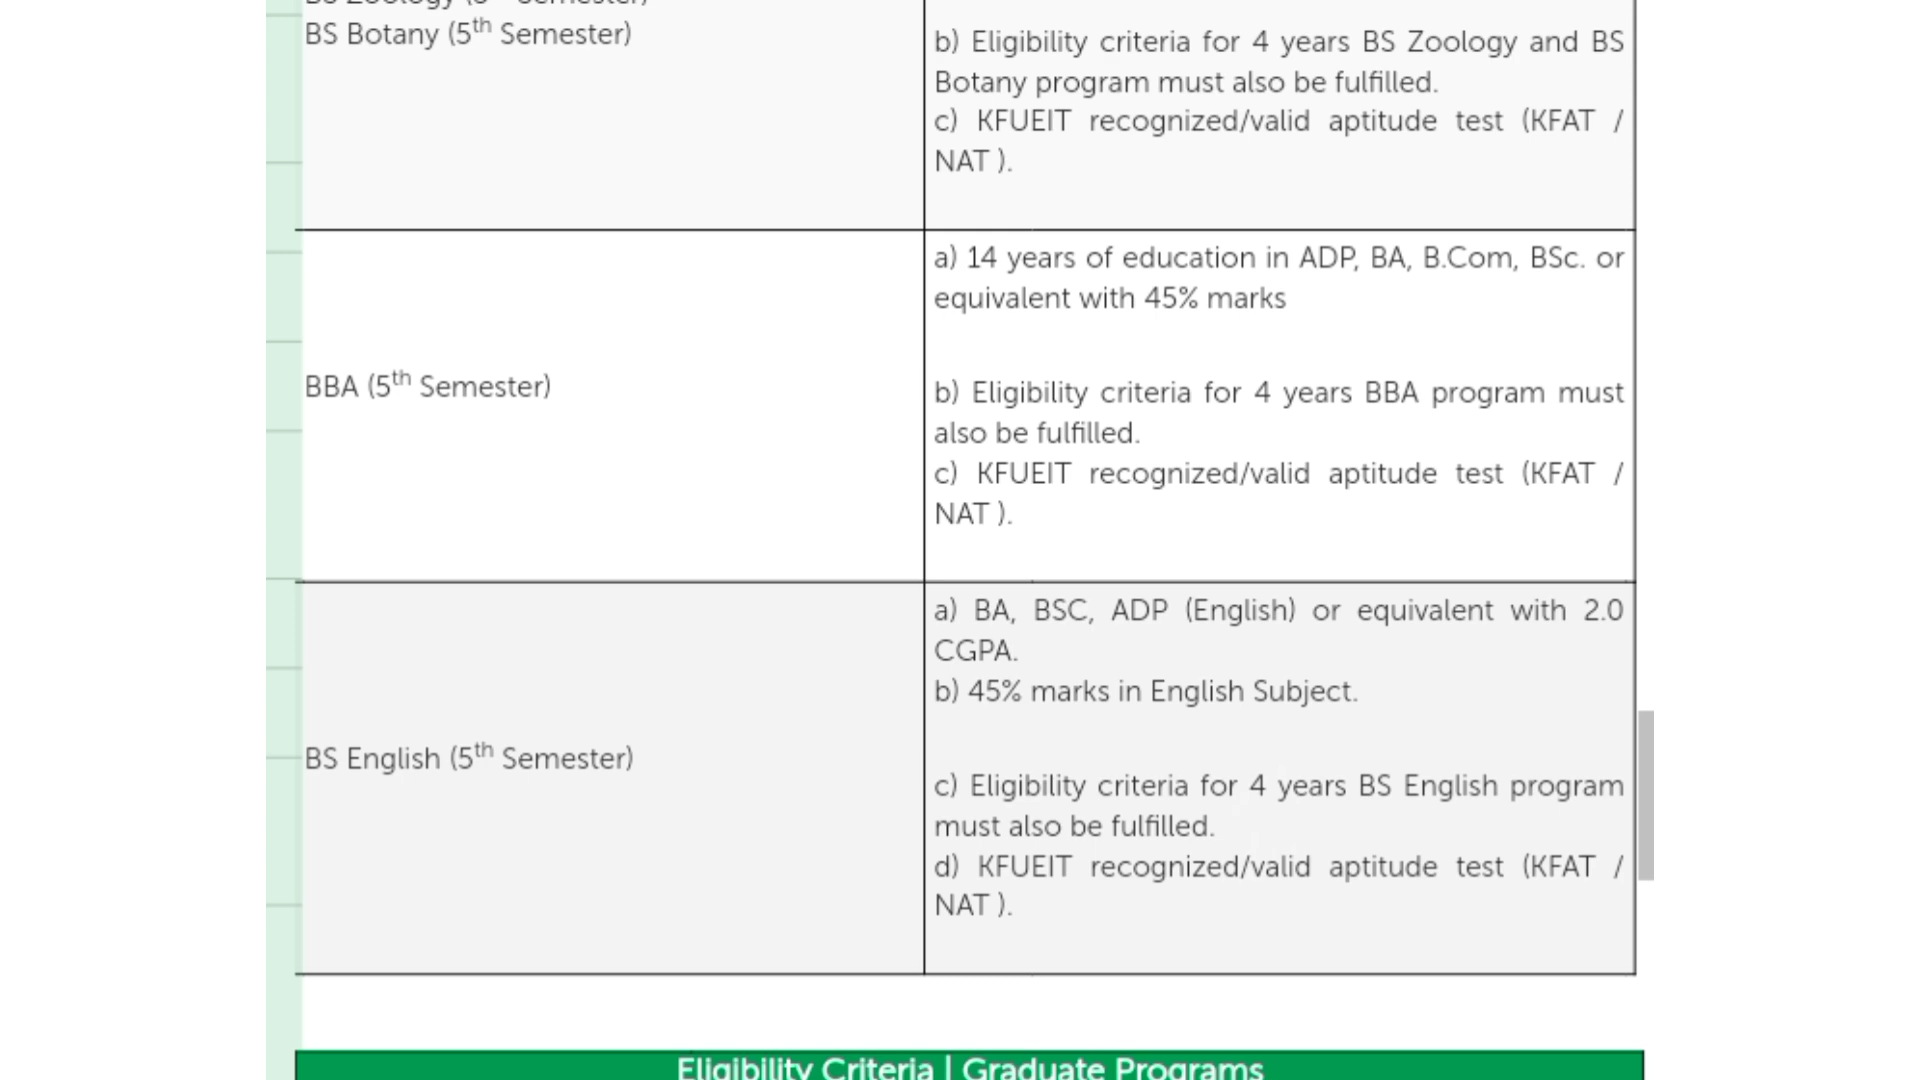 BS Zoology (5th Semester)
BS Botany (5th Semester)
b) Eligibility criteria for 4 years BS Zoology and BS
Botany program must also be fulfilled.
c) KFUEIT recognized/valid aptitude test (KFAT /
NAT ).
a) 14 years of education in ADP, BA, B.Com, BSc. or
equivalent with 45% marks
BBA (5th Semester)
b) Eligibility criteria for 4 years BBA program must
also be fulfilled.
c) KFUEIT recognized/valid aptitude test (KFAT /
NAT ).
a) BA, BSC, ADP (English) or equivalent with 2.0
CGPA.
b) 45% marks in English Subject.
BS English (5th Semester)
c) Eligibility criteria for 4 years BS English program
must also be fulfilled.
d) KFUEIT recognized/valid aptitude test (KFAT /
NAT ).
Eligibility Criteria | Graduate Programs